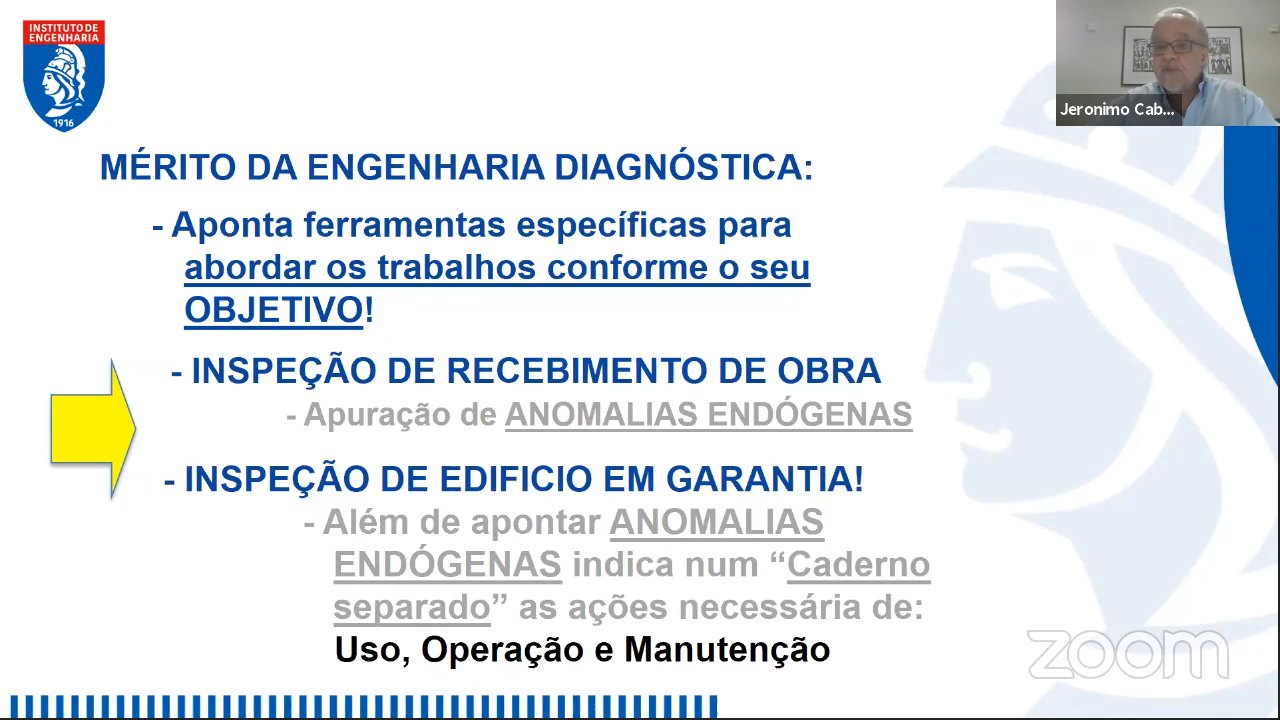 INSTITUTO DE
ENGENHARIA
1916
Jeronimo Cab...
MÉRITO DA ENGENHARIA DIAGNÓSTICA:
- Aponta ferramentas específicas para
abordar os trabalhos conforme o seu
OBJETIVO!
- INSPEÇÃO DE RECEBIMENTO DE OBRA
- Apuração de ANOMALIAS ENDÓGENAS
- INSPEÇÃO DE EDIFICIO EM GARANTIA!
- Além de apontar ANOMALIAS
ENDÓGENAS indica num “Caderno
separado” as ações necessária de:
Uso, Operação e Manutenção
zoom